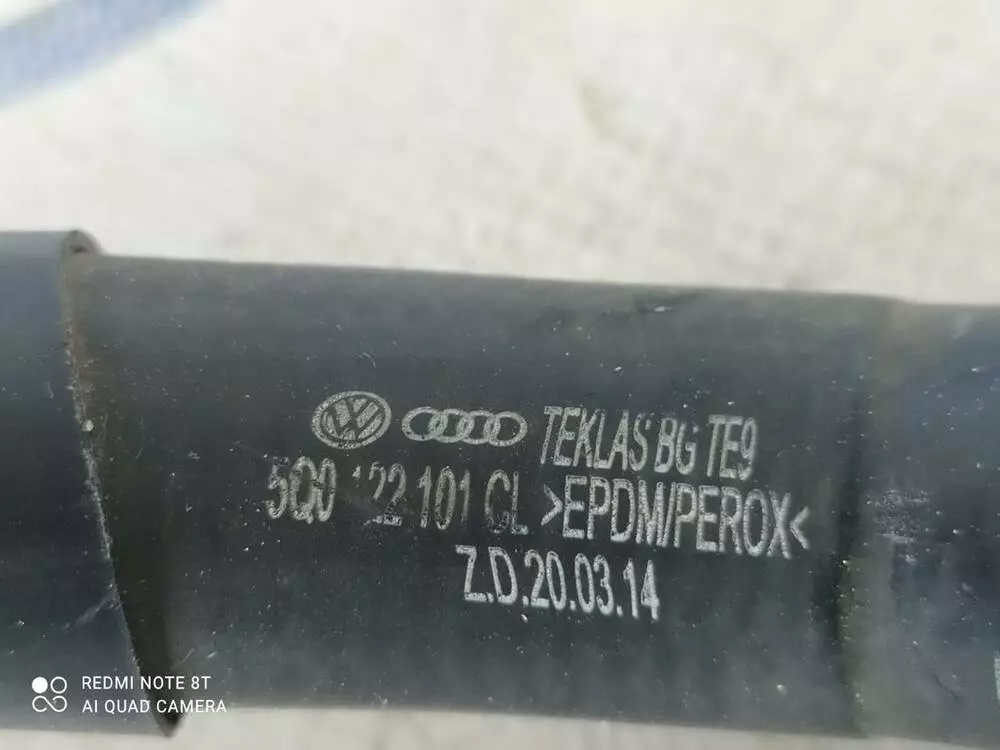 TEKLAS BG TE9
5Q0 122 101 CL >EPDM/PEROX<
Z.D.20.03.14
REDMI NOTE 8T
AI QUAD CAMERA